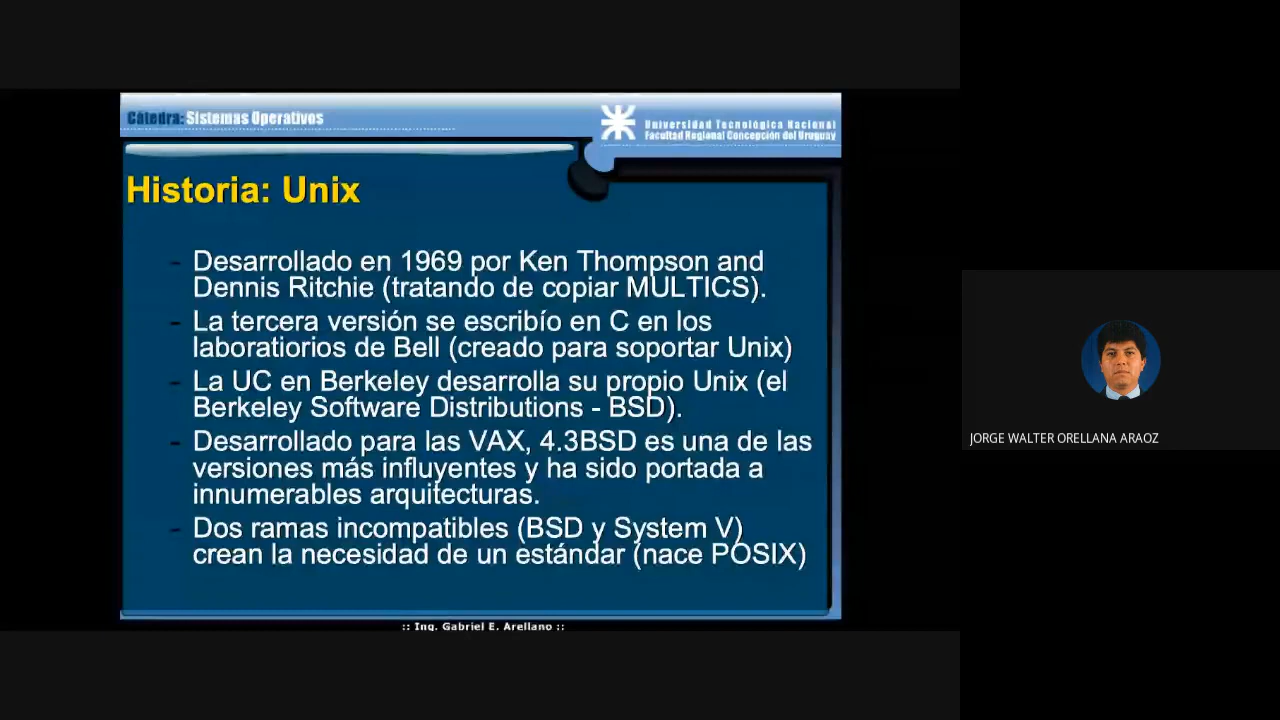 Cátedra: Sistemas Operativos
Universidad Tecnológica Nacional
Facultad Regional Concepción del Uruguay
Historia: Unix
- Desarrollado en 1969 por Ken Thompson and
Dennis Ritchie (tratando de copiar MULTICS).
- La tercera versión se escribío en C en los
laboratiorios de Bell (creado para soportar Unix)
- La UC en Berkeley desarrolla su propio Unix (el
Berkeley Software Distributions - BSD).
- Desarrollado para las VAX, 4.3BSD es una de las
versiones más influyentes y ha sido portada a
innumerables arquitecturas.
- Dos ramas incompatibles (BSD y System V)
crean la necesidad de un estándar (nace POSIX)
:: Ing. Gabriel E. Arellano ::
JORGE WALTER ORELLANA ARAOZ